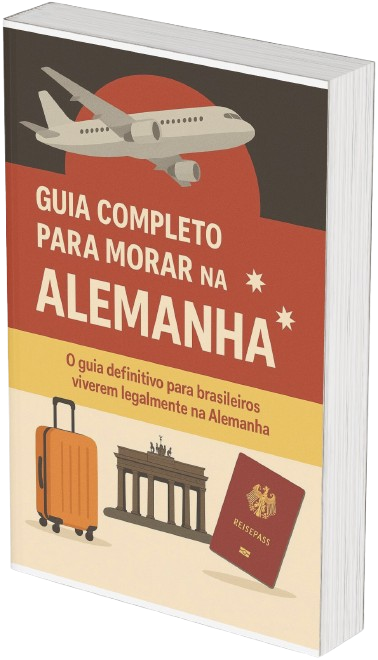 GUIA COMPLETO
PARA MORAR NA
ALEMANHA
O guia definitivo para brasileiros
viverem legalmente na Alemanha
REISEPASS